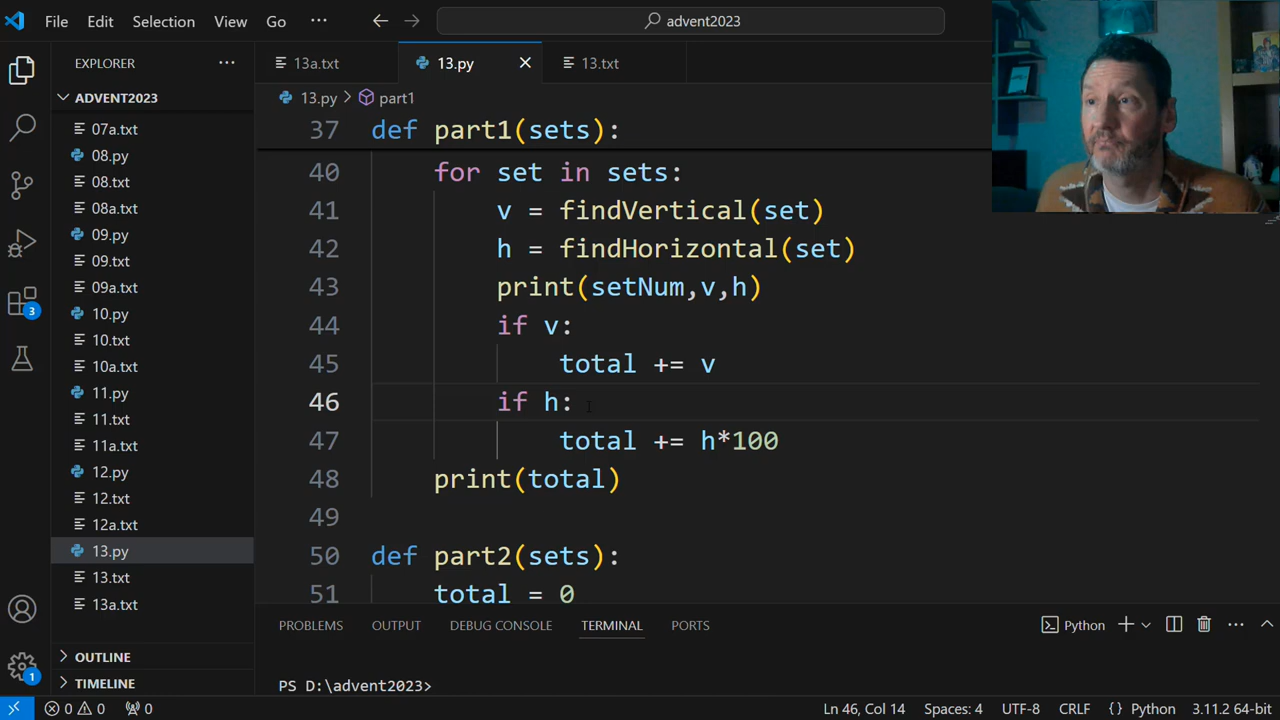 File Edit Selection View Go ··· advent2023
EXPLORER ···
13a.txt 13.py 13.txt
ADVENT2023
13.py > part1
07a.txt
08.py
08.txt
08a.txt
09.py
09.txt
09a.txt
10.py
10.txt
10a.txt
11.py
11.txt
11a.txt
12.py
12.txt
12a.txt
13.py
13.txt
13a.txt
OUTLINE
TIMELINE
3
1
37 def part1(sets):
40 for set in sets:
41 v = findVertical(set)
42 h = findHorizontal(set)
43 print(setNum,v,h)
44 if v:
45 total += v
46 if h:
47 total += h*100
48 print(total)
49
50 def part2(sets):
51 total = 0
PROBLEMS OUTPUT DEBUG CONSOLE TERMINAL PORTS Python ···
PS D:\advent2023>
0 0 0 Ln 46, Col 14 Spaces: 4 UTF-8 CRLF {} Python 3.11.2 64-bit